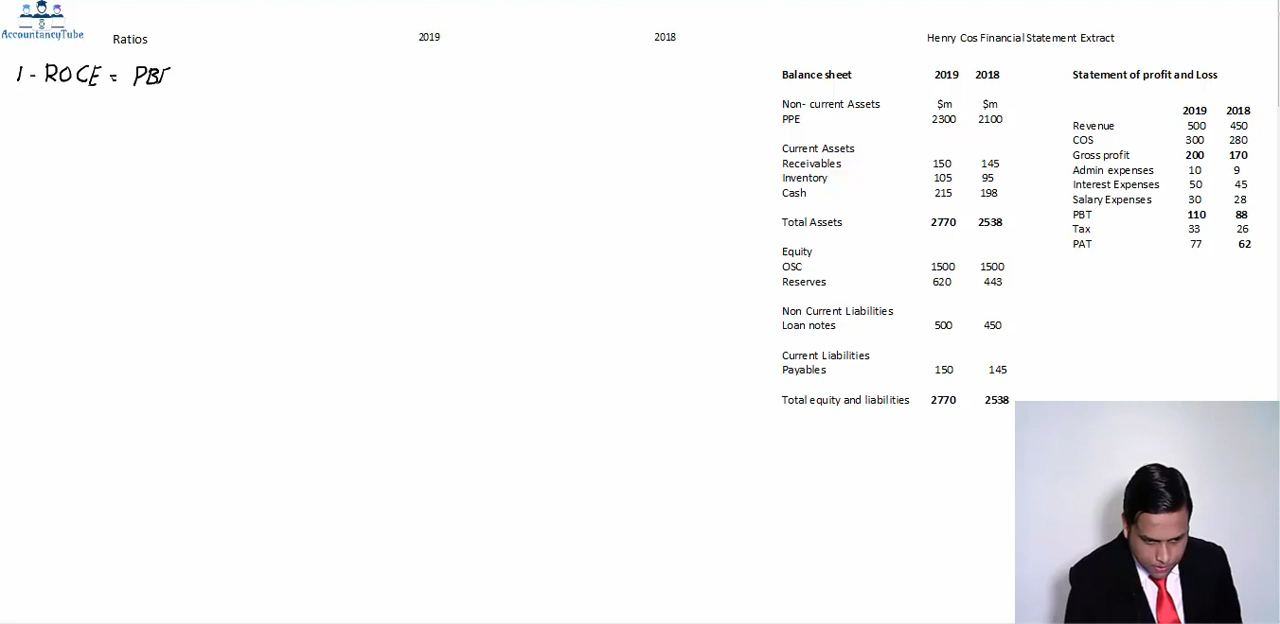 AccountancyTube
Ratios 2019 2018 Henry Cos Financial Statement Extract
1 - ROCE = PBT
Balance sheet 2019 2018 Statement of profit and Loss
Non- current Assets $m $m
PPE 2300 2100
2019 2018
Revenue 500 450
COS 300 280
Gross profit 200 170
Admin expenses 10 9
Interest Expenses 50 45
Salary Expenses 30 28
PBT 110 88
Tax 33 26
PAT 77 62
Current Assets
Receivables 150 145
Inventory 105 95
Cash 215 198
Total Assets 2770 2538
Equity
OSC 1500 1500
Reserves 620 443
Non Current Liabilities
Loan notes 500 450
Current Liabilities
Payables 150 145
Total equity and liabilities 2770 2538